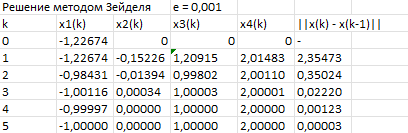 Решение методом Зейделя e = 0,001
k x1(k) x2(k) x3(k) x4(k) ||x(k) - x(k-1)||
0 -1,22674 0 0 0 -
1 -1,22674 -0,15226 1,20915 2,01483 2,35473
2 -0,98431 -0,01394 0,99802 2,00110 0,35024
3 -1,00116 0,00034 1,00003 2,00001 0,02220
4 -0,99997 0,00000 1,00000 2,00000 0,00123
5 -1,00000 0,00000 1,00000 2,00000 0,00003